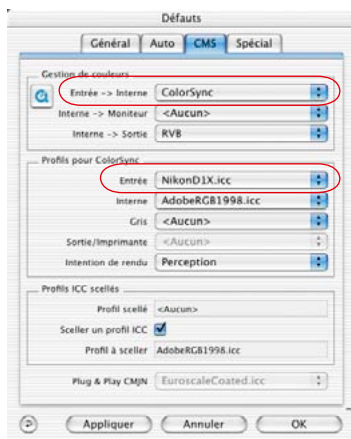 Défauts
Général Auto CMS Spécial
Gestion de couleurs
Entrée -> Interne ColorSync
Interne -> Moniteur <Aucun>
Interne -> Sortie RVB
Profils pour ColorSync
Entrée NikonD1X.icc
Interne AdobeRGB1998.icc
Gris <Aucun>
Sortie/Imprimante <Aucun>
Intention de rendu Perception
Profils ICC scellés
Profil scellé <Aucun>
Sceller un profil ICC
Profil à sceller AdobeRGB1998.icc
Plug & Play CMJN EuroscaleCoated.icc
Appliquer Annuler OK